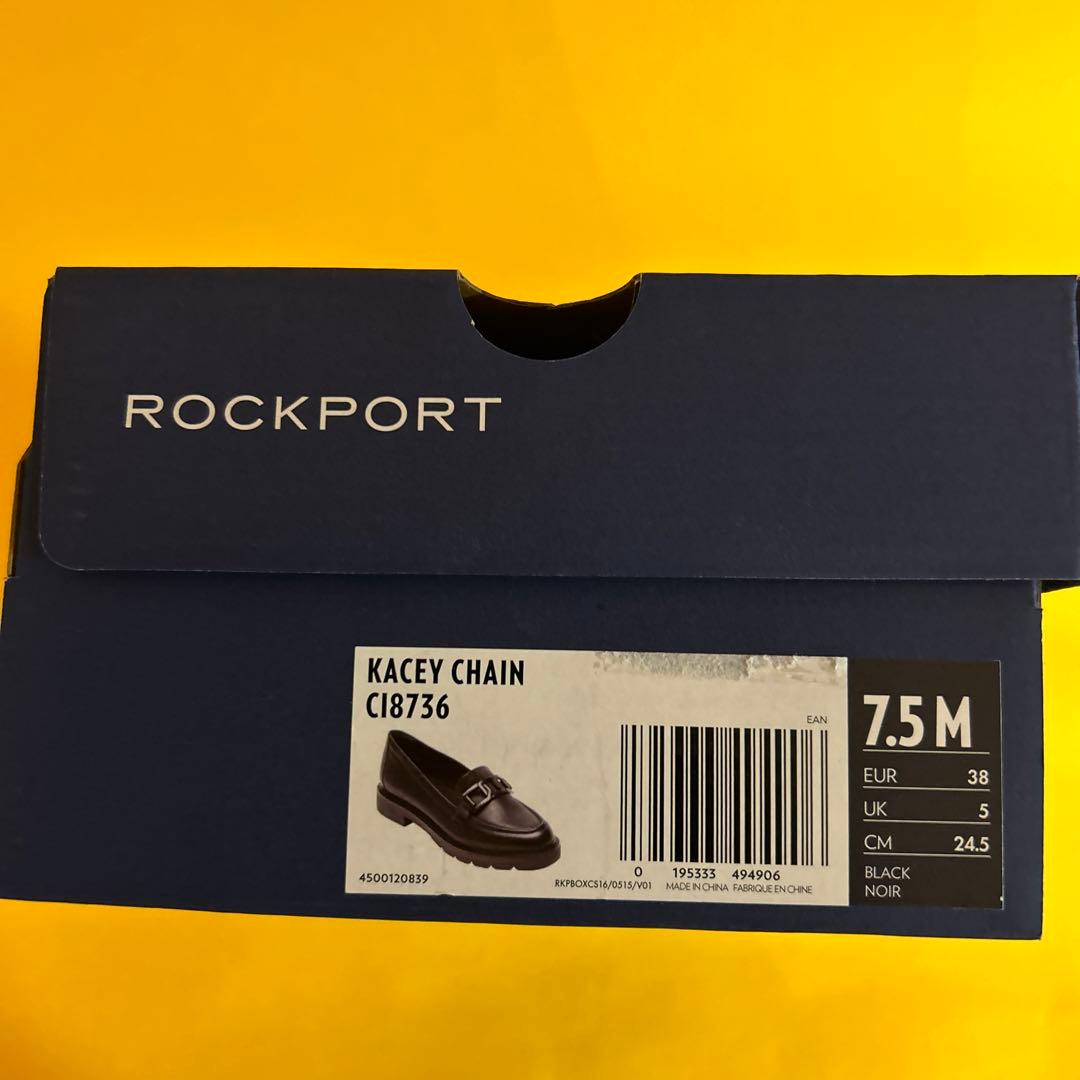 ROCKPORT
KACEY CHAIN
CI8736
EAN
0 195333 494906
4500120839
RKPBOXCS16/0515/V01 MADE IN CHINA FABRIQUE EN CHINE
7.5 M
EUR 38
UK 5
CM 24.5
BLACK
NOIR